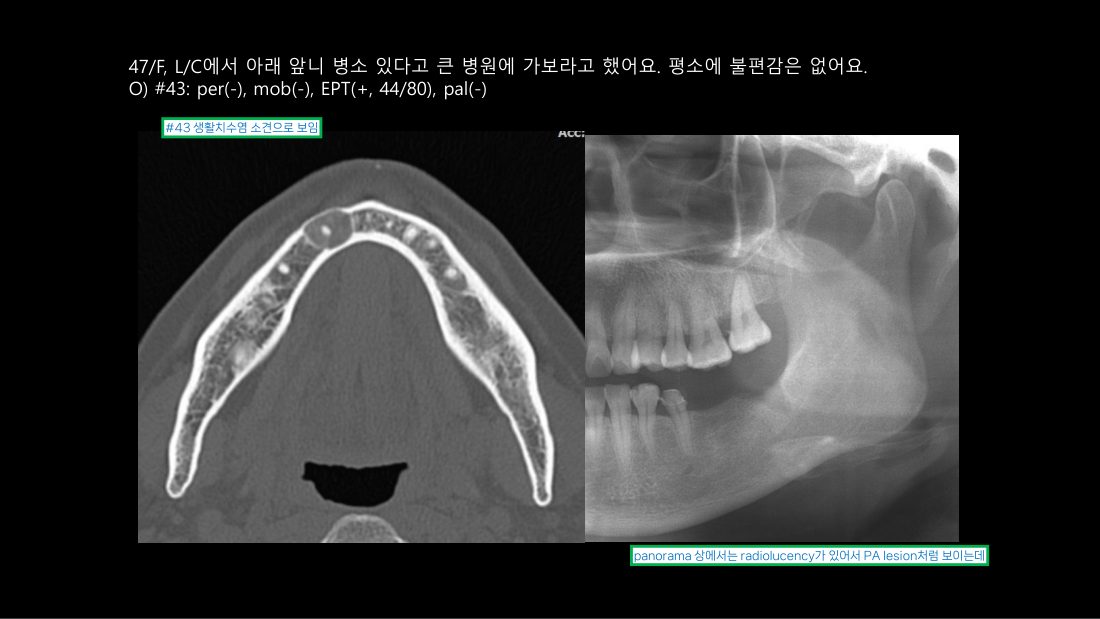 47/F, L/C에서 아래 앞니 병소 있다고 큰 병원에 가보라고 했어요. 평소에 불편감은 없어요.
O) #43: per(-), mob(-), EPT(+, 44/80), pal(-)
#43 생활치수염 소견으로 보임
Acc:
panorama 상에서는 radiolucency가 있어서 PA lesion처럼 보이는데